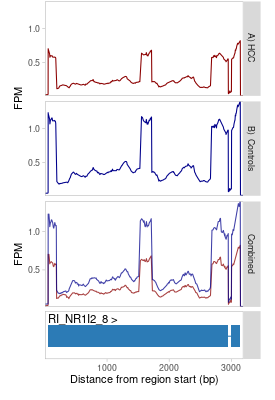 FPM
1.0
0.5
A) HCC
FPM
1.0
0.5
B) Controls
FPM
1.0
0.5
Combined
RI_NR1I2_8 >
1000
2000
3000
Distance from region start (bp)